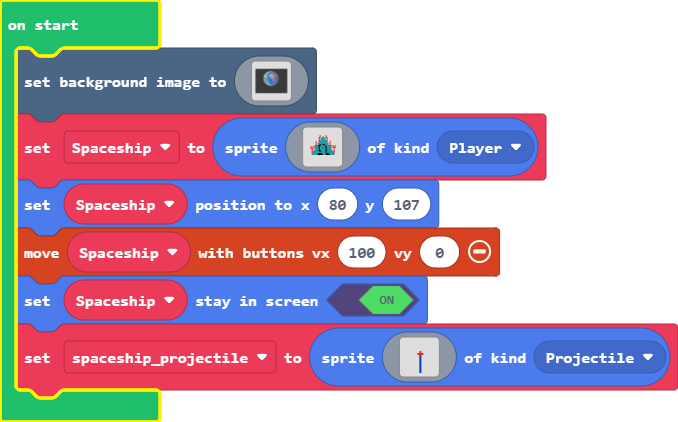 on start
set background image to
set Spaceship to sprite of kind Player
set Spaceship position to x 80 y 107
move Spaceship with buttons vx 100 vy 0
set Spaceship stay in screen ON
set spaceship_projectile to sprite of kind Projectile